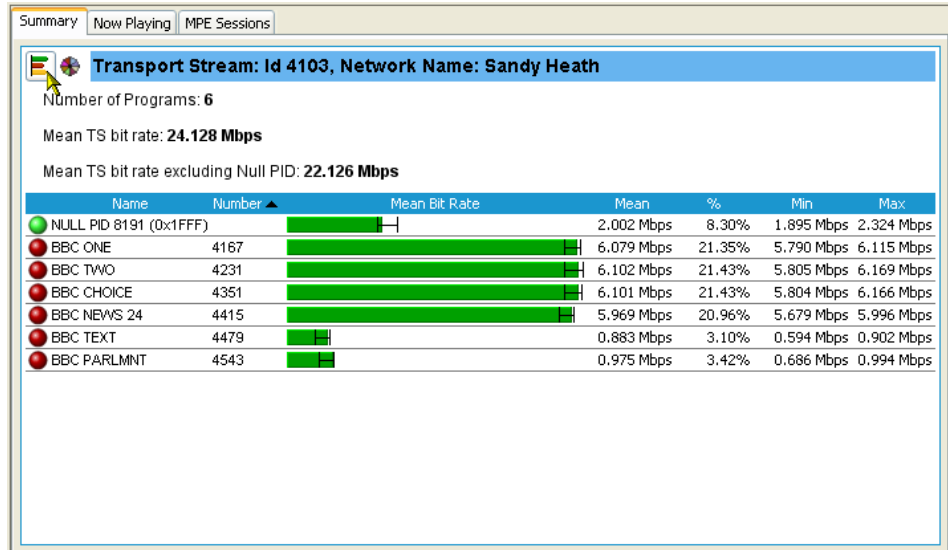 Summary Now Playing MPE Sessions
Transport Stream: Id 4103, Network Name: Sandy Heath
Number of Programs: 6
Mean TS bit rate: 24.128 Mbps
Mean TS bit rate excluding Null PID: 22.126 Mbps
Name Number Mean Bit Rate Mean % Min Max
NULL PID 8191 (0x1FFF) 2.002 Mbps 8.30% 1.895 Mbps 2.324 Mbps
BBC ONE 4167 6.079 Mbps 21.35% 5.790 Mbps 6.115 Mbps
BBC TWO 4231 6.102 Mbps 21.43% 5.805 Mbps 6.169 Mbps
BBC CHOICE 4351 6.101 Mbps 21.43% 5.804 Mbps 6.166 Mbps
BBC NEWS 24 4415 5.969 Mbps 20.96% 5.679 Mbps 5.996 Mbps
BBC TEXT 4479 0.883 Mbps 3.10% 0.594 Mbps 0.902 Mbps
BBC PARLMNT 4543 0.975 Mbps 3.42% 0.686 Mbps 0.994 Mbps